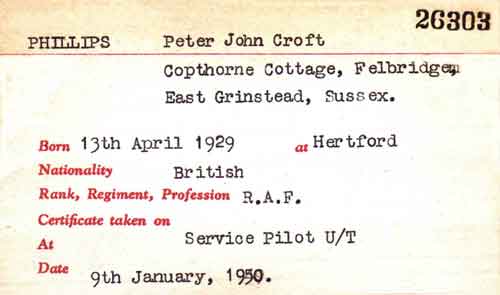 26303
PHILLIPS Peter John Croft
Copthorne Cottage, Felbridge,
East Grinstead, Sussex.
Born 13th April 1929 at Hertford
Nationality British
Rank, Regiment, Profession R.A.F.
Certificate taken on
At Service Pilot U/T
Date 9th January, 1950.